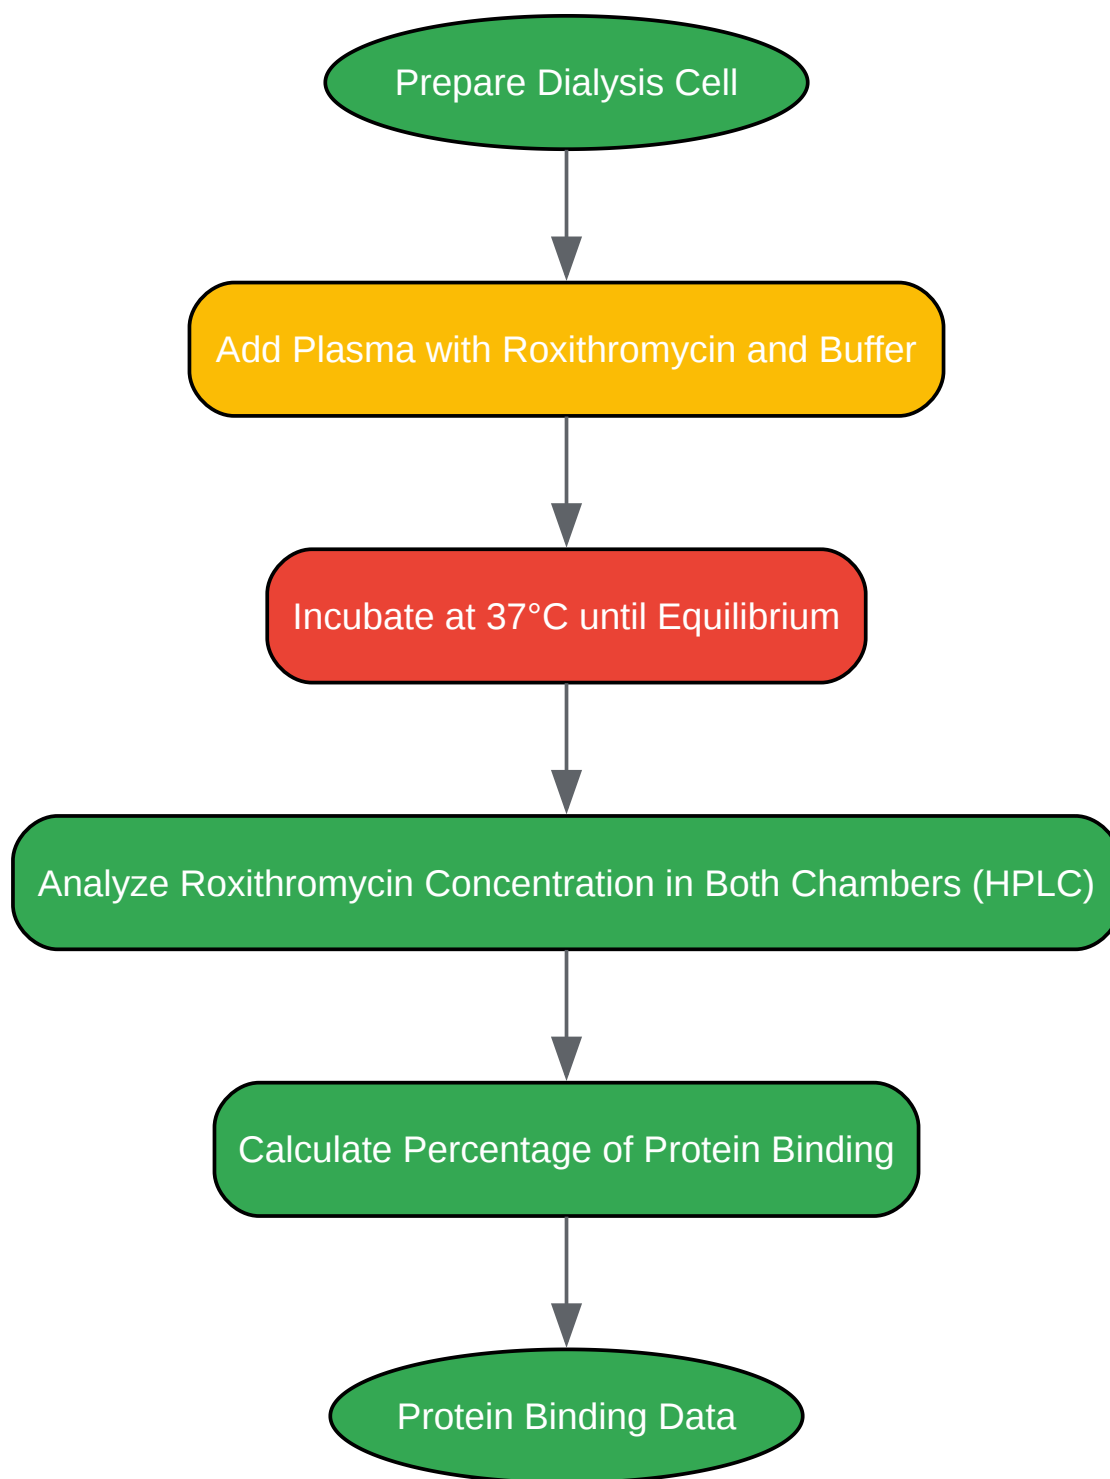 Prepare Dialysis Cell
Add Plasma with Roxithromycin and Buffer
Incubate at 37°C until Equilibrium
Analyze Roxithromycin Concentration in Both Chambers (HPLC)
Calculate Percentage of Protein Binding
Protein Binding Data